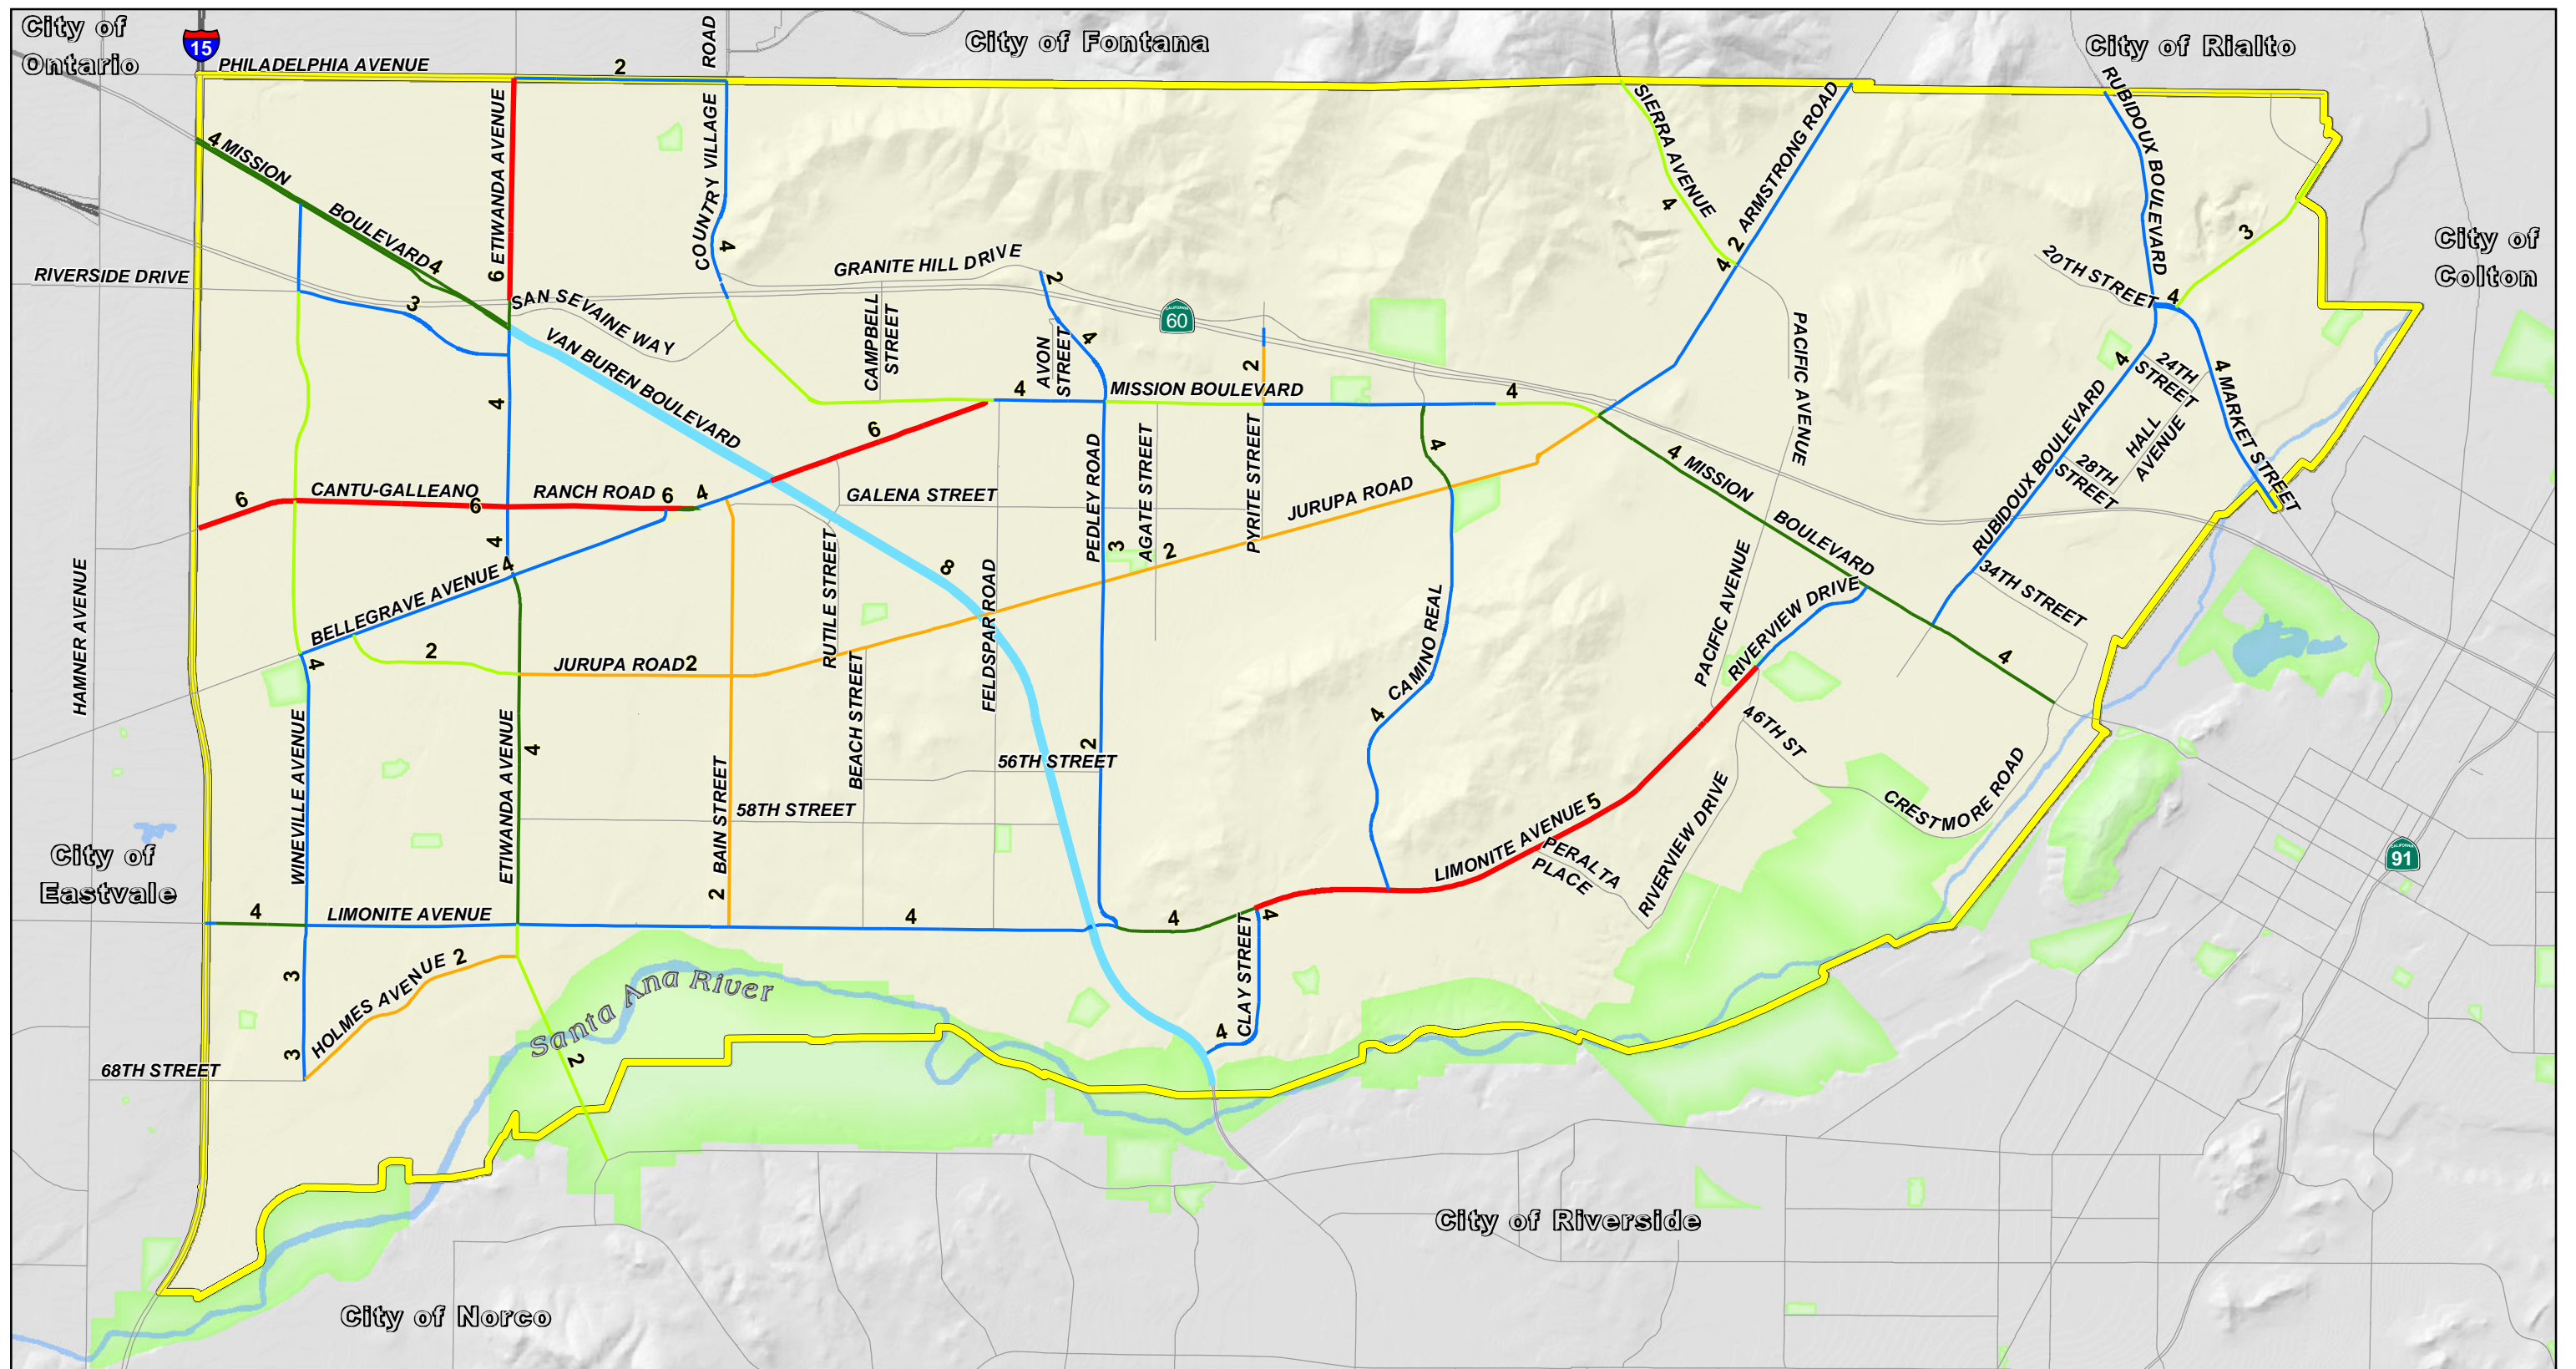 City of
Ontario
15
PHILADELPHIA AVENUE
2
ROAD
City of Fontana
City of Rialto
4 MISSION
BOULEVARD
4
ETIWANDA AVENUE
6
COUNTRY VILLAGE
4
SIERRA AVENUE
4
4
2
ARMSTRONG ROAD
RUBIDOUX BOULEVARD
3
City of
Colton
RIVERSIDE DRIVE
3
SAN SEVAINE WAY
GRANITE HILL DRIVE
2
CALIFORNIA
60
20TH STREET
4
VAN BUREN BOULEVARD
CAMPBELL
STREET
AVON
STREET
4
2
PACIFIC AVENUE
4
24TH
STREET
4
MARKET STREET
4
4
MISSION BOULEVARD
4
6
RUBIDOUX BOULEVARD
HALL
AVENUE
28TH
STREET
6
CANTU-GALLEANO
6
RANCH ROAD
6
4
GALENA STREET
PEDLEY ROAD
AGATE STREET
PYRITE STREET
JURUPA ROAD
4
4
MISSION
BOULEVARD
4
4
BELLEGRAVE AVENUE
HAMNER AVENUE
8
3
2
RUTILE STREET
FELDSPAR ROAD
CAMINO REAL
4
PACIFIC AVENUE
RIVERVIEW DRIVE
34TH STREET
4
4
2
JURUPA ROAD
2
BEACH STREET
46TH ST
WINEVILLE AVENUE
ETIWANDA AVENUE
4
BAIN STREET
2
2
56TH STREET
58TH STREET
CRESTMORE ROAD
RIVERVIEW DRIVE
LIMONITE AVENUE
5
PERALTA
PLACE
City of
Eastvale
CALIFORNIA
91
4
LIMONITE AVENUE
4
4
4
CLAY STREET
4
3
3
HOLMES AVENUE
2
Santa Ana River
2
68TH STREET
City of Riverside
City of Norco